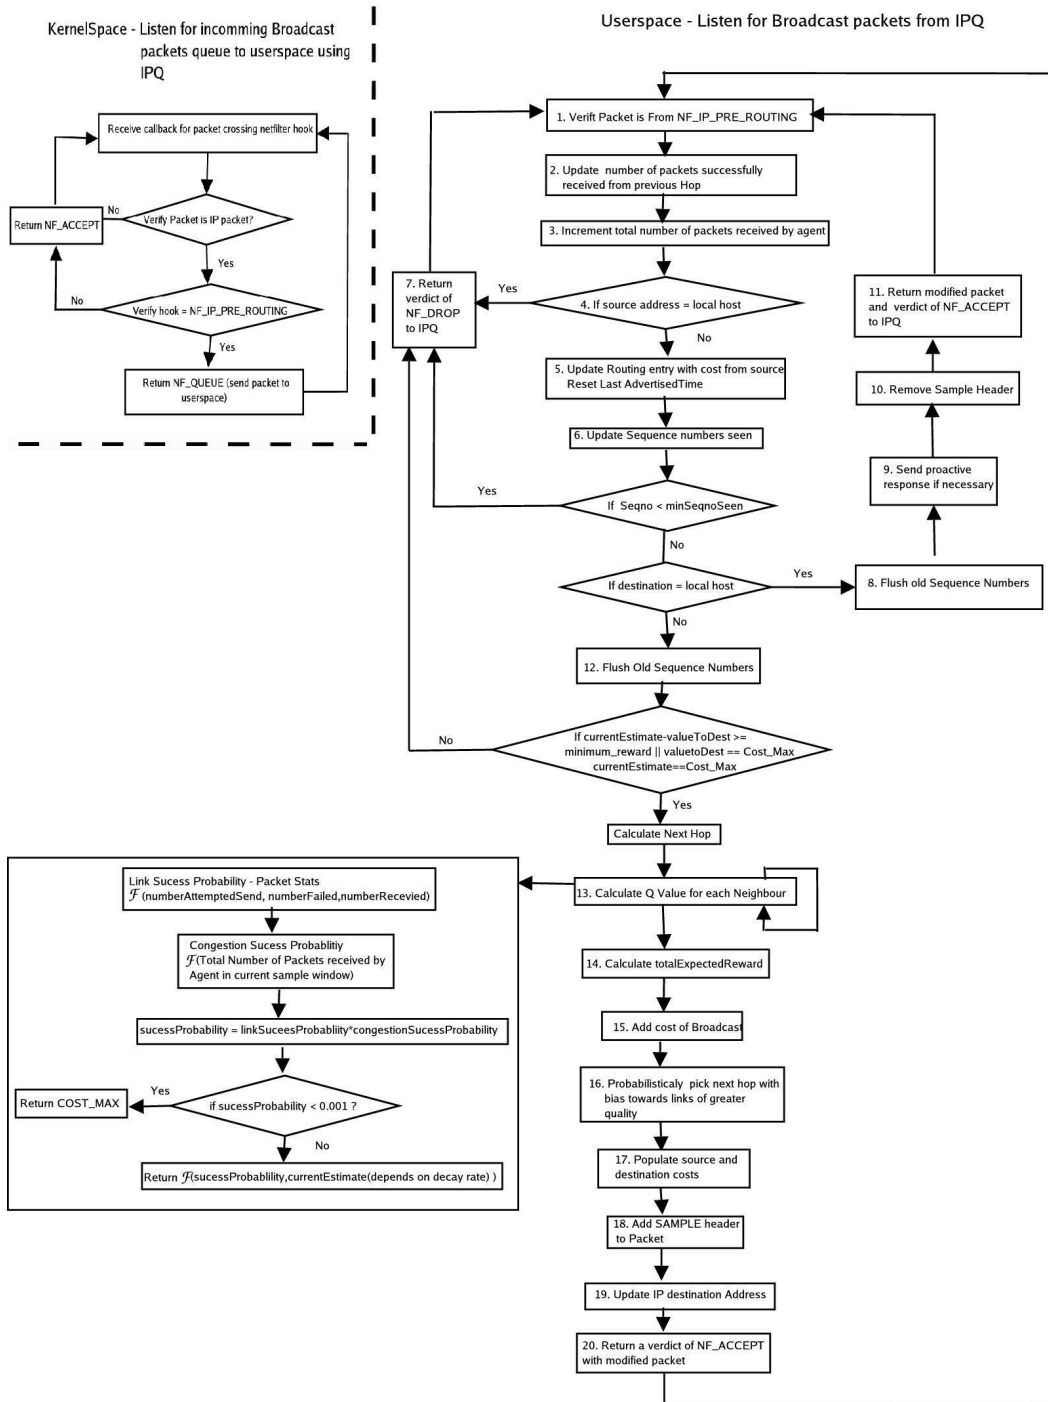 KernelSpace - Listen for incomming Broadcast
packets queue to userspace using
IPQ
Receive callback for packet crossing netfilter hook
No
Return NF_ACCEPT
Verify Packet is IP packet?
Yes
No
Verify hook = NF_IP_PRE_ROUTING
Yes
Return NF_QUEUE (send packet to
userspace)
Userspace - Listen for Broadcast packets from IPQ
1. Verift Packet is From NF_IP_PRE_ROUTING
2. Update number of packets successfully
received from previous Hop
3. Increment total number of packets received by agent
7. Return
verdict of
NF_DROP
to IPQ
Yes
4. If source address = local host
No
11. Return modified packet
and verdict of NF_ACCEPT
to IPQ
5. Update Routing entry with cost from source
Reset Last AdvertisedTime
10. Remove Sample Header
6. Update Sequence numbers seen
9. Send proactive
response if necessary
Yes
If Seqno < minSeqnoSeen
No
If destination = local host
Yes
8. Flush old Sequence Numbers
No
12. Flush Old Sequence Numbers
No
If currentEstimate-valueToDest >=
minimum_reward || valuetoDest == Cost_Max
currentEstimate==Cost_Max
Yes
Calculate Next Hop
13. Calculate Q Value for each Neighbour
Link Sucess Probability - Packet Stats
ℱ (numberAttemptedSend, numberFailed,numberRecevied)
Congestion Sucess Probablitiy
ℱ(Total Number of Packets received by
Agent in current sample window)
sucessProbability = linkSuceesProbabliity*congestionSucessProbability
Yes
Return COST_MAX
if sucessProbability < 0.001 ?
No
Return ℱ(sucessProbablility,currentEstimate(depends on decay rate) )
14. Calculate totalExpectedReward
15. Add cost of Broadcast
16. Probabilisticaly pick next hop with
bias towards links of greater
quality
17. Populate source and
destination costs
18. Add SAMPLE header
to Packet
19. Update IP destination Address
20. Return a verdict of NF_ACCEPT
with modified packet